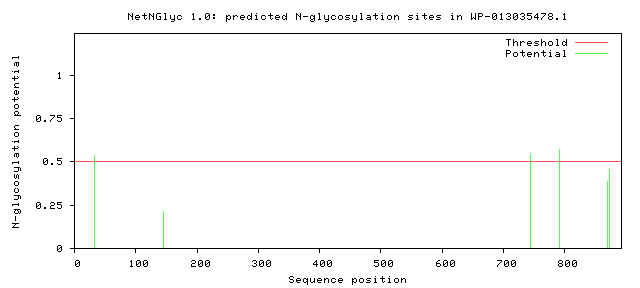 NetNGlyc 1.0: predicted N-glycosylation sites in WP-013035478.1
Threshold
Potential
N-glycosylation potential
1
0.75
0.5
0.25
0
0 100 200 300 400 500 600 700 800
Sequence position